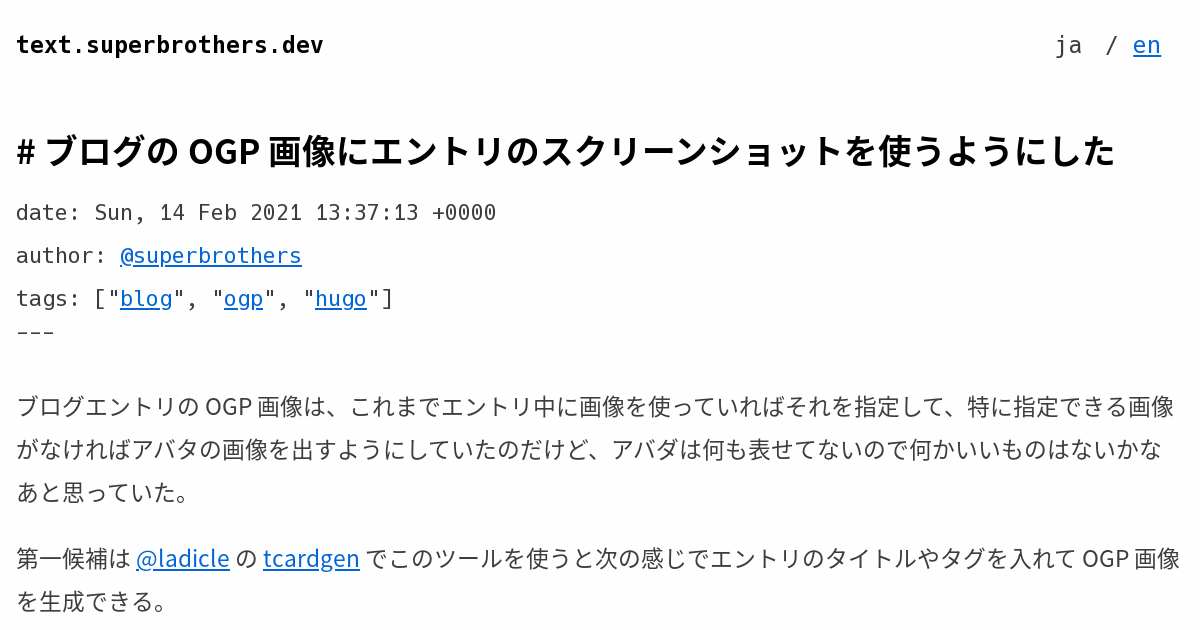 text.superbrothers.dev
ja / en
# ブログの OGP 画像にエントリのスクリーンショットを使うようにした
date: Sun, 14 Feb 2021 13:37:13 +0000
author: @superbrothers
tags: ["blog", "ogp", "hugo"]
---
ブログエントリの OGP 画像は、これまでエントリ中に画像を使っていればそれを指定して、特に指定できる画像
がなければアバタの画像を出すようにしていたのだけど、アバダは何も表せてないので何かいいものはないかな
あと思っていた。
第一候補は @ladicle の tcardgen でこのツールを使うと次の感じでエントリのタイトルやタグを入れて OGP 画像
を生成できる。